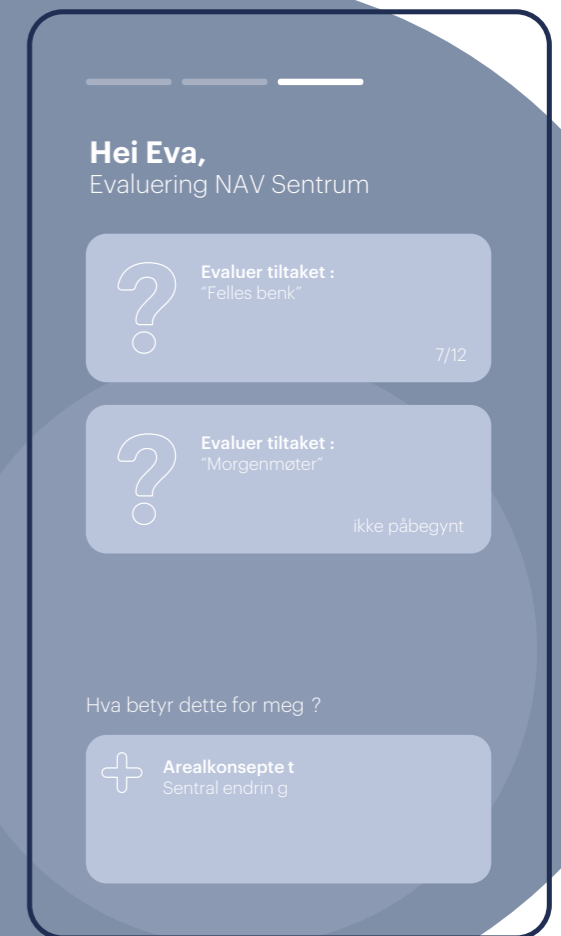 Hei Eva,
Evaluering NAV Sentrum
Evaluer tiltaket :
“Felles benk”
7/12
Evaluer tiltaket :
“Morgenmøter”
ikke påbegynt
Hva betyr dette for meg ?
Arealkonsepte t
Sentral endrin g